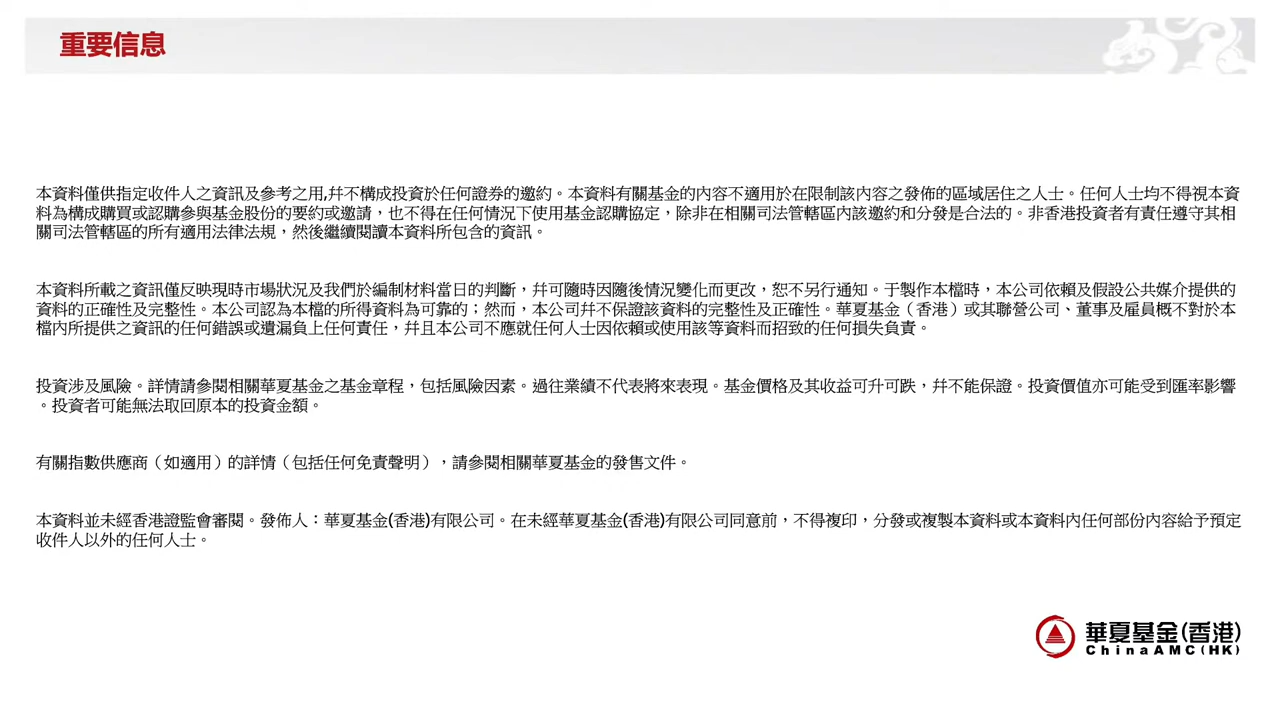 重要信息
本資料僅供指定收件人之資訊及參考之用,幷不構成投資於任何證券的邀約。本資料有關基金的內容不適用於在限制該內容之發佈的區域居住之人士。任何人士均不得視本資
料為構成購買或認購參與基金股份的要約或邀請，也不得在任何情況下使用基金認購協定，除非在相關司法管轄區內該邀約和分發是合法的。非香港投資者有責任遵守其相
關司法管轄區的所有適用法律法規，然後繼續閱讀本資料所包含的資訊。
本資料所載之資訊僅反映現時市場狀況及我們於編制材料當日的判斷，幷可隨時因隨後情況變化而更改，恕不另行通知。于製作本檔時，本公司依賴及假設公共媒介提供的
資料的正確性及完整性。本公司認為本檔的所得資料為可靠的；然而，本公司幷不保證該資料的完整性及正確性。華夏基金（香港）或其聯營公司、董事及雇員概不對於本
檔內所提供之資訊的任何錯誤或遺漏負上任何責任，幷且本公司不應就任何人士因依賴或使用該等資料而招致的任何損失負責。
投資涉及風險。詳情請參閱相關華夏基金之基金章程，包括風險因素。過往業績不代表將來表現。基金價格及其收益可升可跌，幷不能保證。投資價值亦可能受到匯率影響
。投資者可能無法取回原本的投資金額。
有關指數供應商（如適用）的詳情（包括任何免責聲明），請參閱相關華夏基金的發售文件。
本資料並未經香港證監會審閱。發佈人：華夏基金(香港)有限公司。在未經華夏基金(香港)有限公司同意前，不得複印，分發或複製本資料或本資料內任何部份內容給予預定
收件人以外的任何人士。
華夏基金(香港)
ChinaAMC(HK)